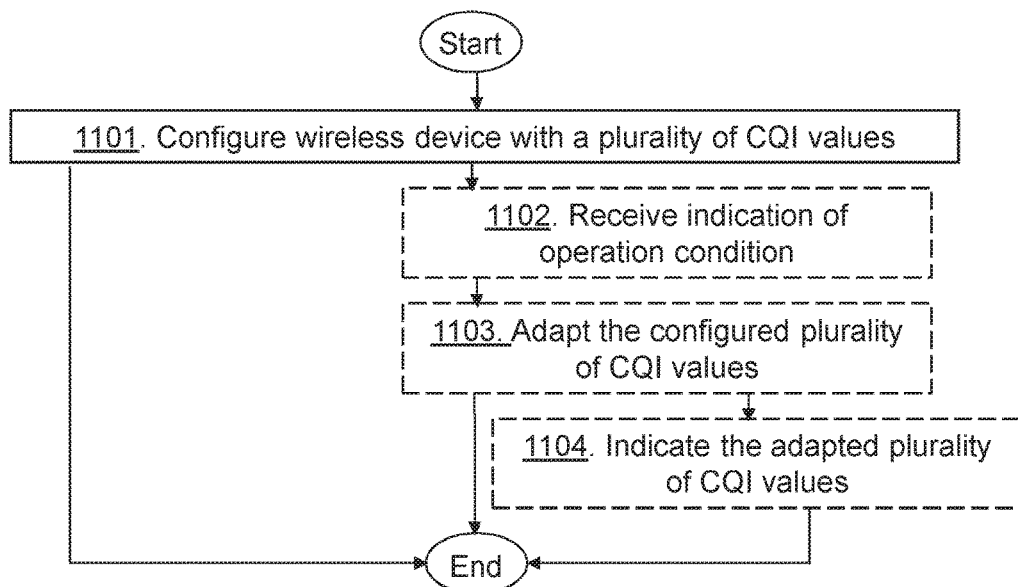 Start
1101. Configure wireless device with a plurality of CQI values
1102. Receive indication of
operation condition
1103. Adapt the configured plurality
of CQI values
1104. Indicate the adapted plurality
of CQI values
End